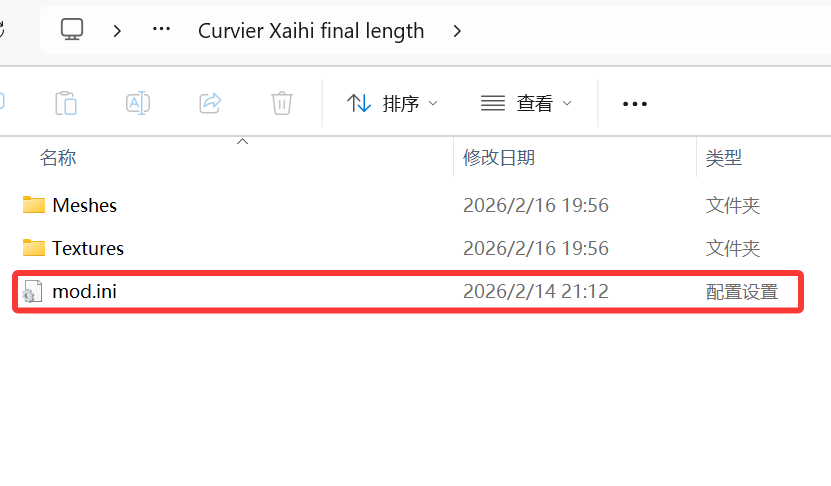 Curvier Xaihi final length
排序 查看
名称 修改日期 类型
Meshes 2026/2/16 19:56 文件夹
Textures 2026/2/16 19:56 文件夹
mod.ini 2026/2/14 21:12 配置设置